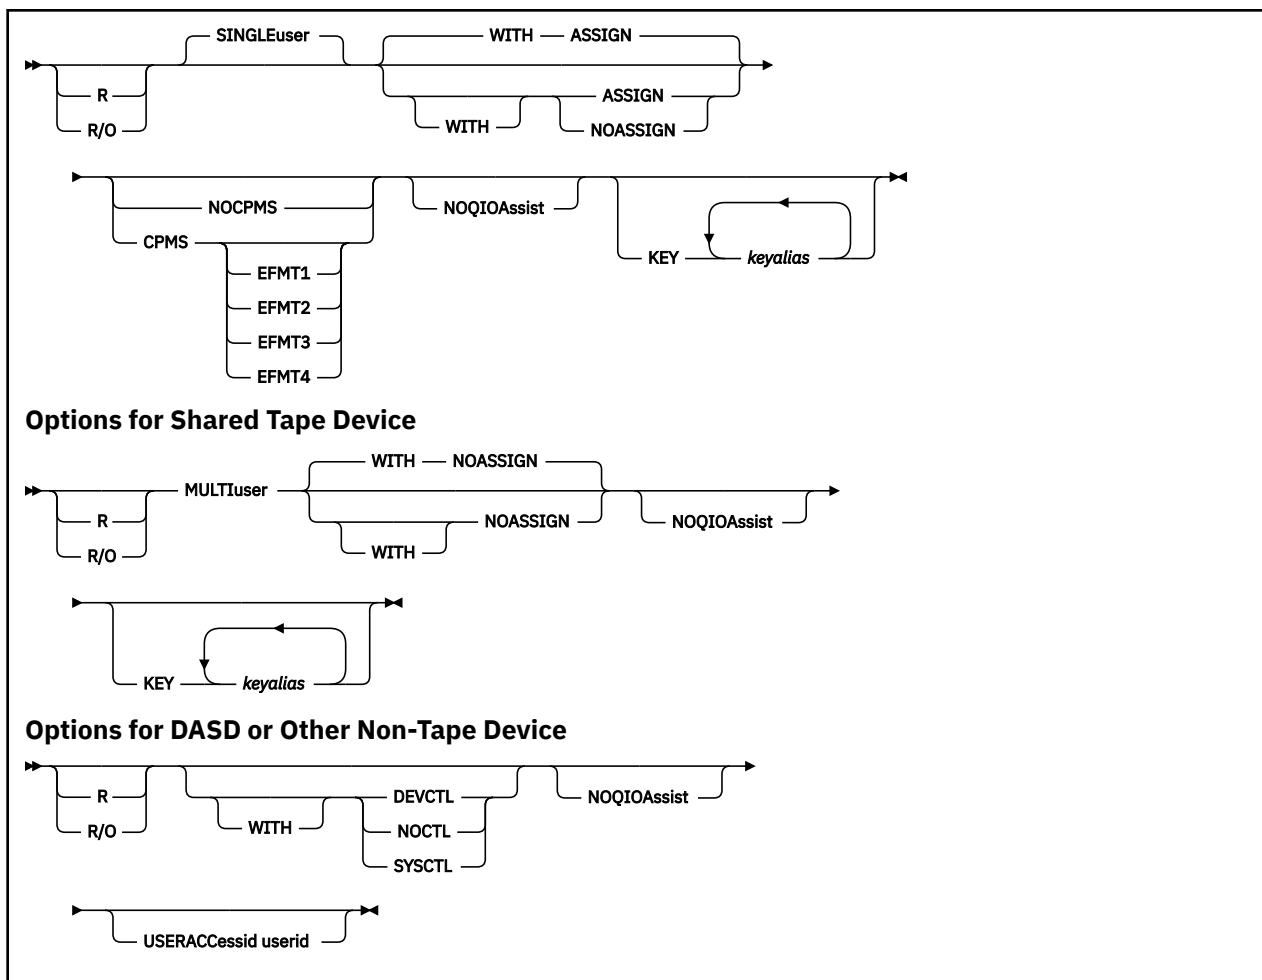 SINGLEuser WITH ASSIGN
R ASSIGN
R/O WITH NOASSIGN
NOCPMS NOQIOAssist
CPMS KEY keyalias
EFMT1
EFMT2
EFMT3
EFMT4
Options for Shared Tape Device
WITH NOASSIGN
MULTIuser
R NOASSIGN NOQIOAssist
R/O WITH
KEY keyalias
Options for DASD or Other Non-Tape Device
R DEVCTL NOQIOAssist
R/O WITH NOCTL
SYSCTL
USERACCessid userid